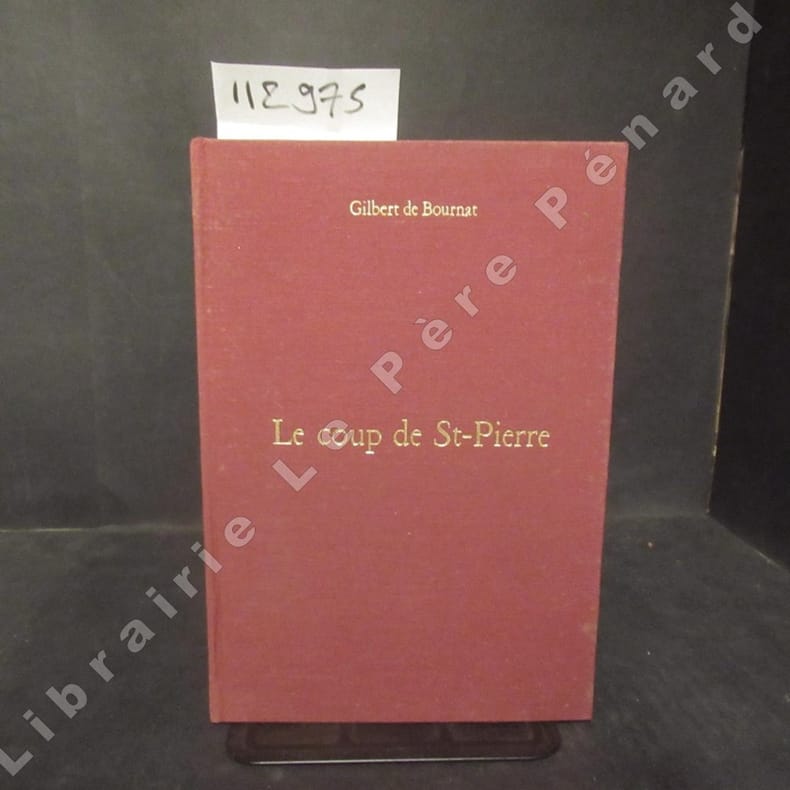 112975
Gilbert de Bournat
Le coup de St-Pierre
Librairie Le Père Pénard